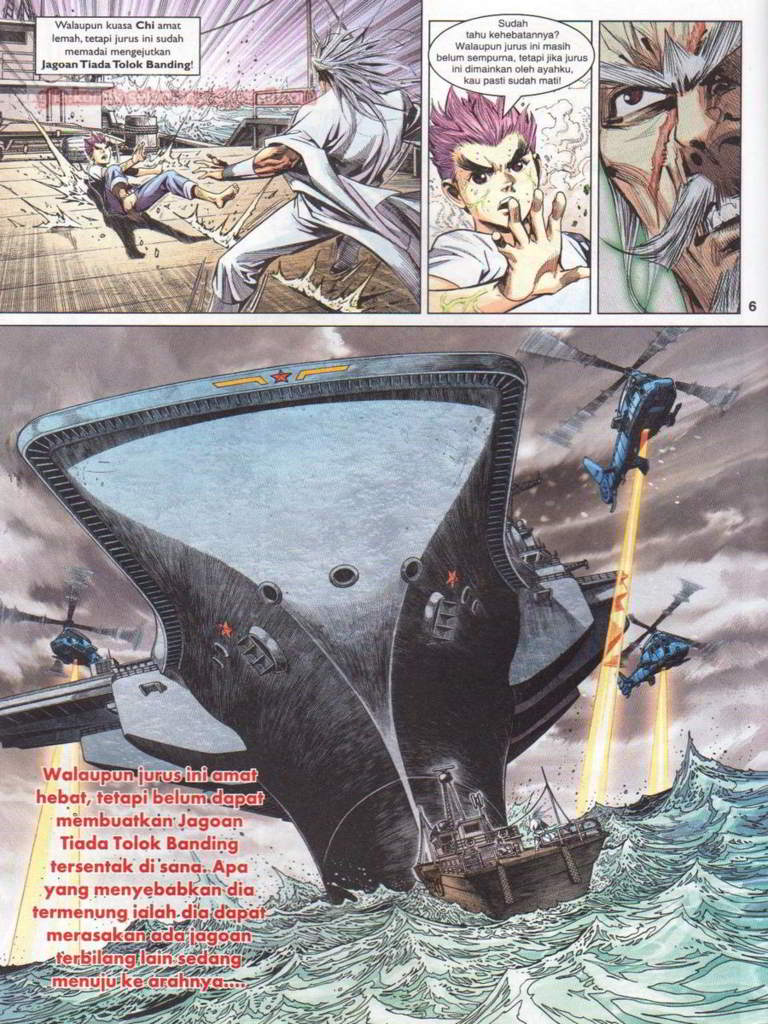 Walaupun kuasa Chi amat
lemah, tetapi jurus ini sudah
memadai mengejutkan
Jagoan Tiada Tolok Banding!
Sudah
tahu kehebatannya?
Walaupun jurus ini masih
belum sempurna, tetapi jika jurus
ini dimainkan oleh ayahku,
kau pasti sudah mati!
6
Walaupun jurus ini amat
hebat, tetapi belum dapat
membuatkan Jagoan
Tiada Tolok Banding
tersentak di sana. Apa
yang menyebabkan dia
termenung ialah dia dapat
merasakan ada jagoan
terbilang lain sedang
menuju ke arahnya....